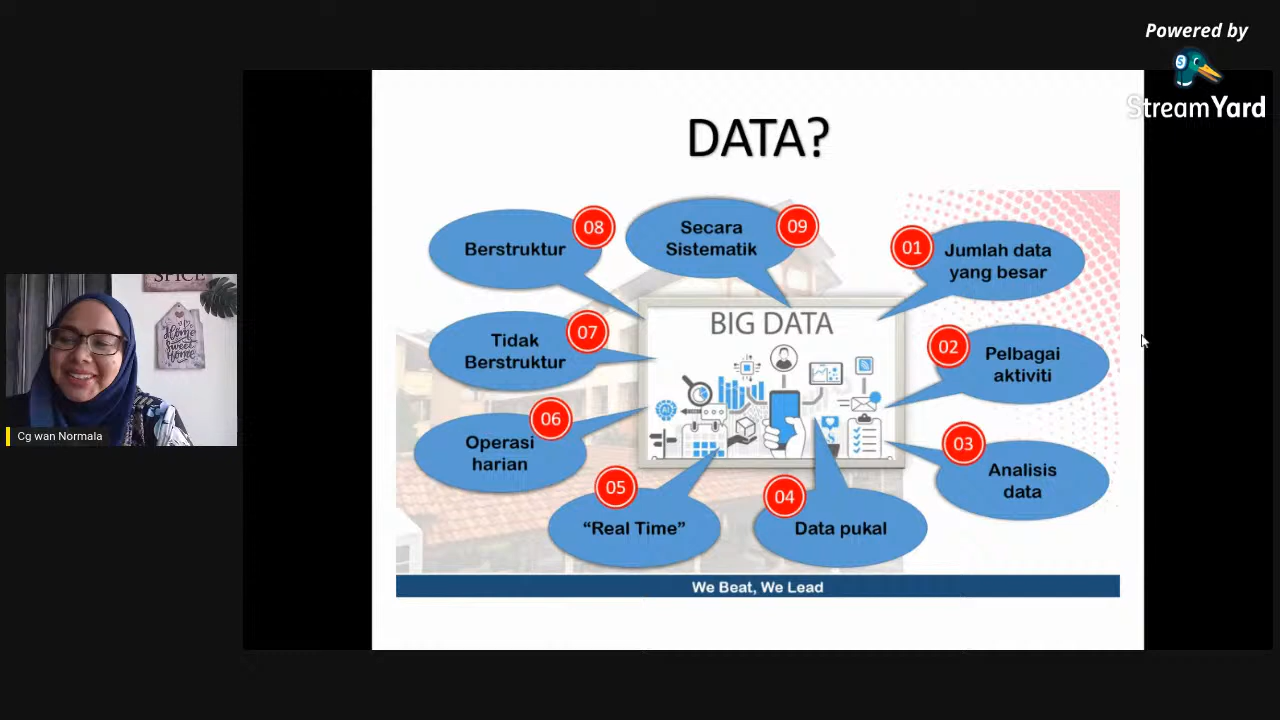 Powered by
StreamYard
DATA?
08
Berstruktur
09
Secara
Sistematik
01
Jumlah data
yang besar
BIG DATA
07
Tidak
Berstruktur
02
Pelbagai
aktiviti
06
Operasi
harian
03
Analisis
data
05
“Real Time”
04
Data pukal
We Beat, We Lead
SPICE
Home
Sweet
Home
Cg wan Normala
AI
S
$